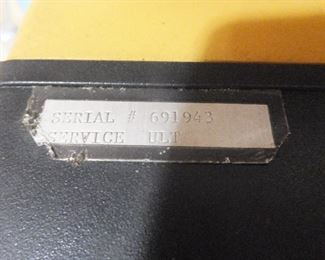 SERIAL # 691943
SERVICE ULT